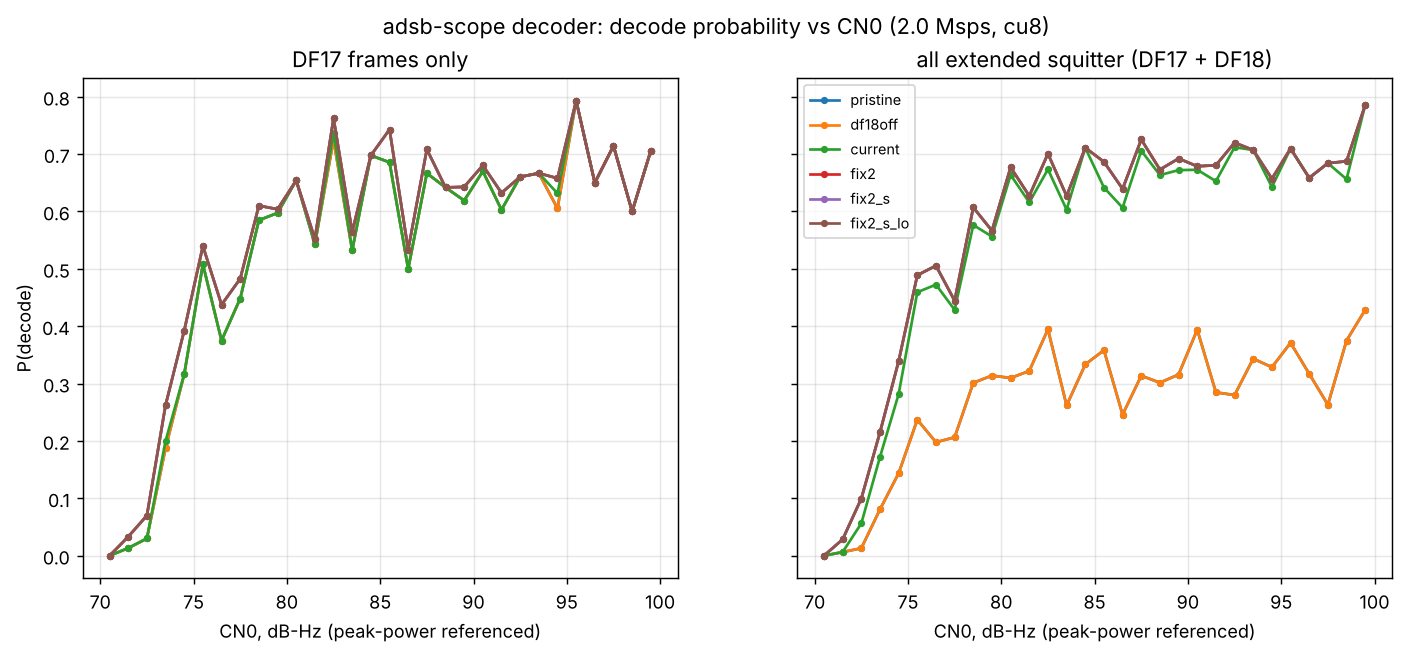 adsb-scope decoder: decode probability vs CN0 (2.0 Msps, cu8)
DF17 frames only
all extended squitter (DF17 + DF18)
0.8
0.7
0.6
0.5
0.4
0.3
0.2
0.1
0.0
P(decode)
pristine
df18off
current
fix2
fix2_s
fix2_s_lo
70 75 80 85 90 95 100
70 75 80 85 90 95 100
CN0, dB-Hz (peak-power referenced)
CN0, dB-Hz (peak-power referenced)